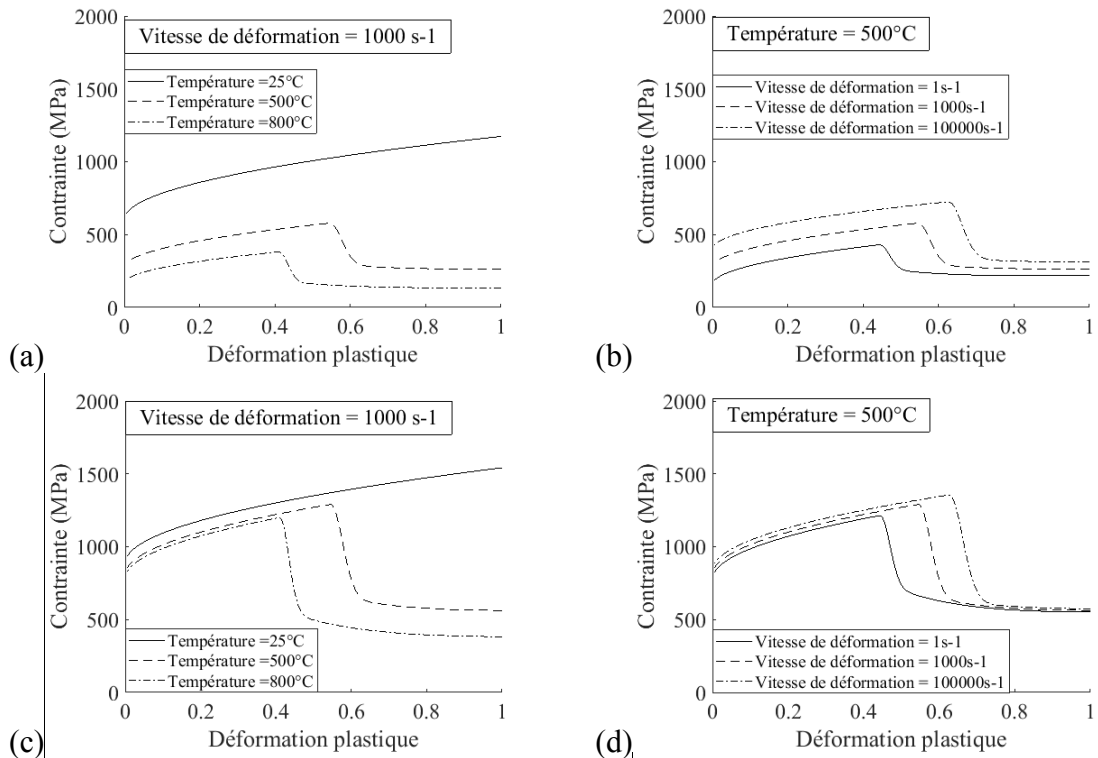 2000
Vitesse de déformation = 1000 s-1
1500
Température =25°C
Température =500°C
Température =800°C
1000
500
0
Contrainte (MPa)
0
0.2
0.4
0.6
0.8
1
Déformation plastique
(a)
2000
Température = 500°C
1500
Vitesse de déformation = 1s-1
Vitesse de déformation = 1000s-1
Vitesse de déformation = 100000s-1
1000
500
0
Contrainte (MPa)
0
0.2
0.4
0.6
0.8
1
Déformation plastique
(b)
2000
Vitesse de déformation = 1000 s-1
1500
1000
500
0
Contrainte (MPa)
Température =25°C
Température =500°C
Température =800°C
0
0.2
0.4
0.6
0.8
1
Déformation plastique
(c)
2000
Température = 500°C
1500
1000
500
0
Contrainte (MPa)
Vitesse de déformation = 1s-1
Vitesse de déformation = 1000s-1
Vitesse de déformation = 100000s-1
0
0.2
0.4
0.6
0.8
1
Déformation plastique
(d)